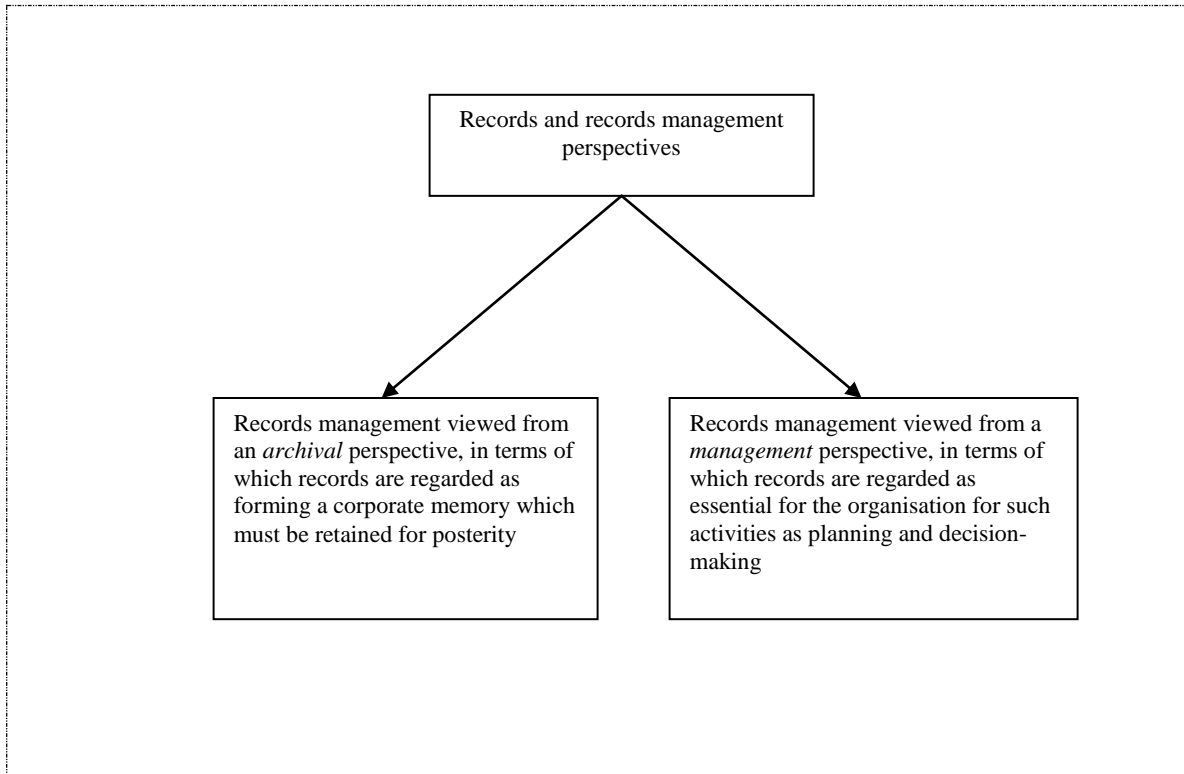 Records and records management
perspectives
Records management viewed from
an archival perspective, in terms of
which records are regarded as
forming a corporate memory which
must be retained for posterity
Records management viewed from a
management perspective, in terms of
which records are regarded as
essential for the organisation for such
activities as planning and decision-
making